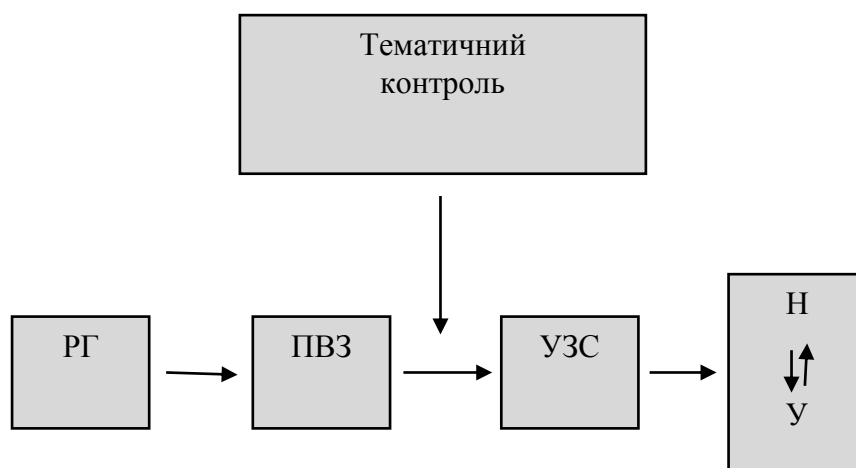 Тематичний
контроль
РГ
ПВЗ
УЗС
Н
У